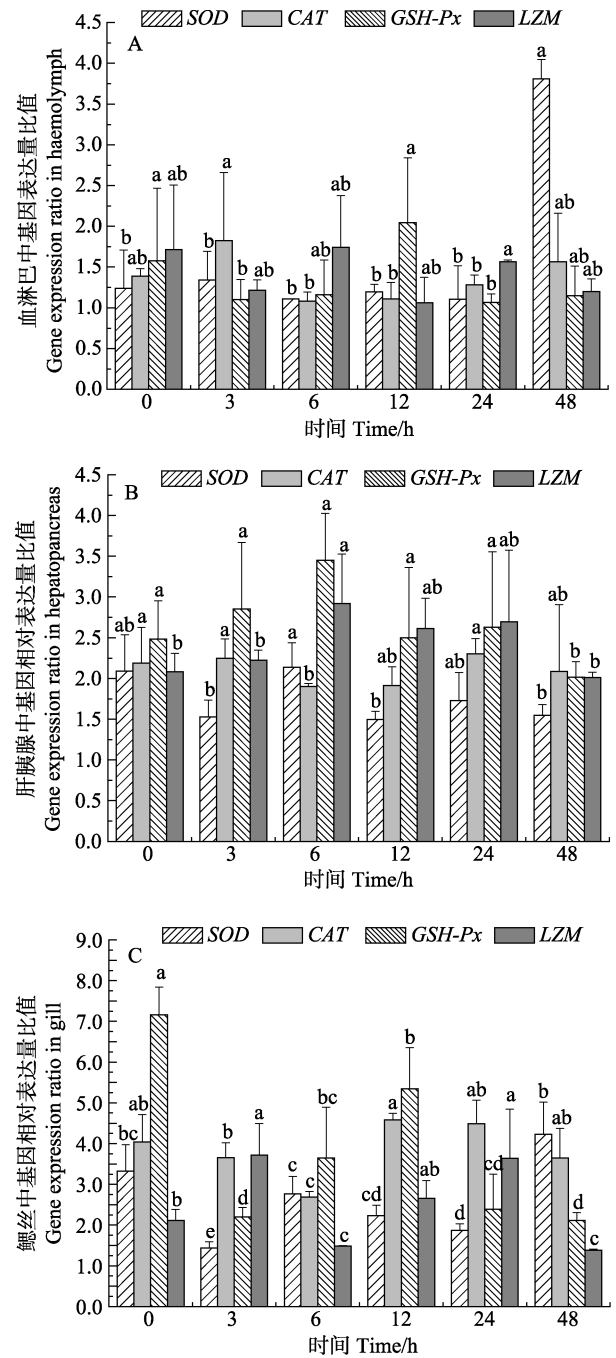 SOD CAT GSH-Px LZM
A
血淋巴中基因表达量比值
Gene expression ratio in haemolymph
4.5
4.0
3.5
3.0
2.5
2.0
1.5
1.0
0.5
0.0
b ab a ab
b a b ab
b b ab ab
b b a ab
b b b a
a ab ab ab
0 3 6 12 24 48
时间 Time/h
SOD CAT GSH-Px LZM
B
肝胰腺中基因相对表达量比值
Gene expression ratio in hepatopancreas
4.5
4.0
3.5
3.0
2.5
2.0
1.5
1.0
0.5
0.0
ab a a b
b a a b
a b a a
b ab a ab
ab a a ab
b ab b b
0 3 6 12 24 48
时间 Time/h
SOD CAT GSH-Px LZM
C
鳃丝中基因相对表达量比值
Gene expression ratio in gill
9.0
8.0
7.0
6.0
5.0
4.0
3.0
2.0
1.0
0.0
bc ab a b
e b d a
c c bc c
cd a b ab
d ab cd a
b ab d c
0 3 6 12 24 48
时间 Time/h